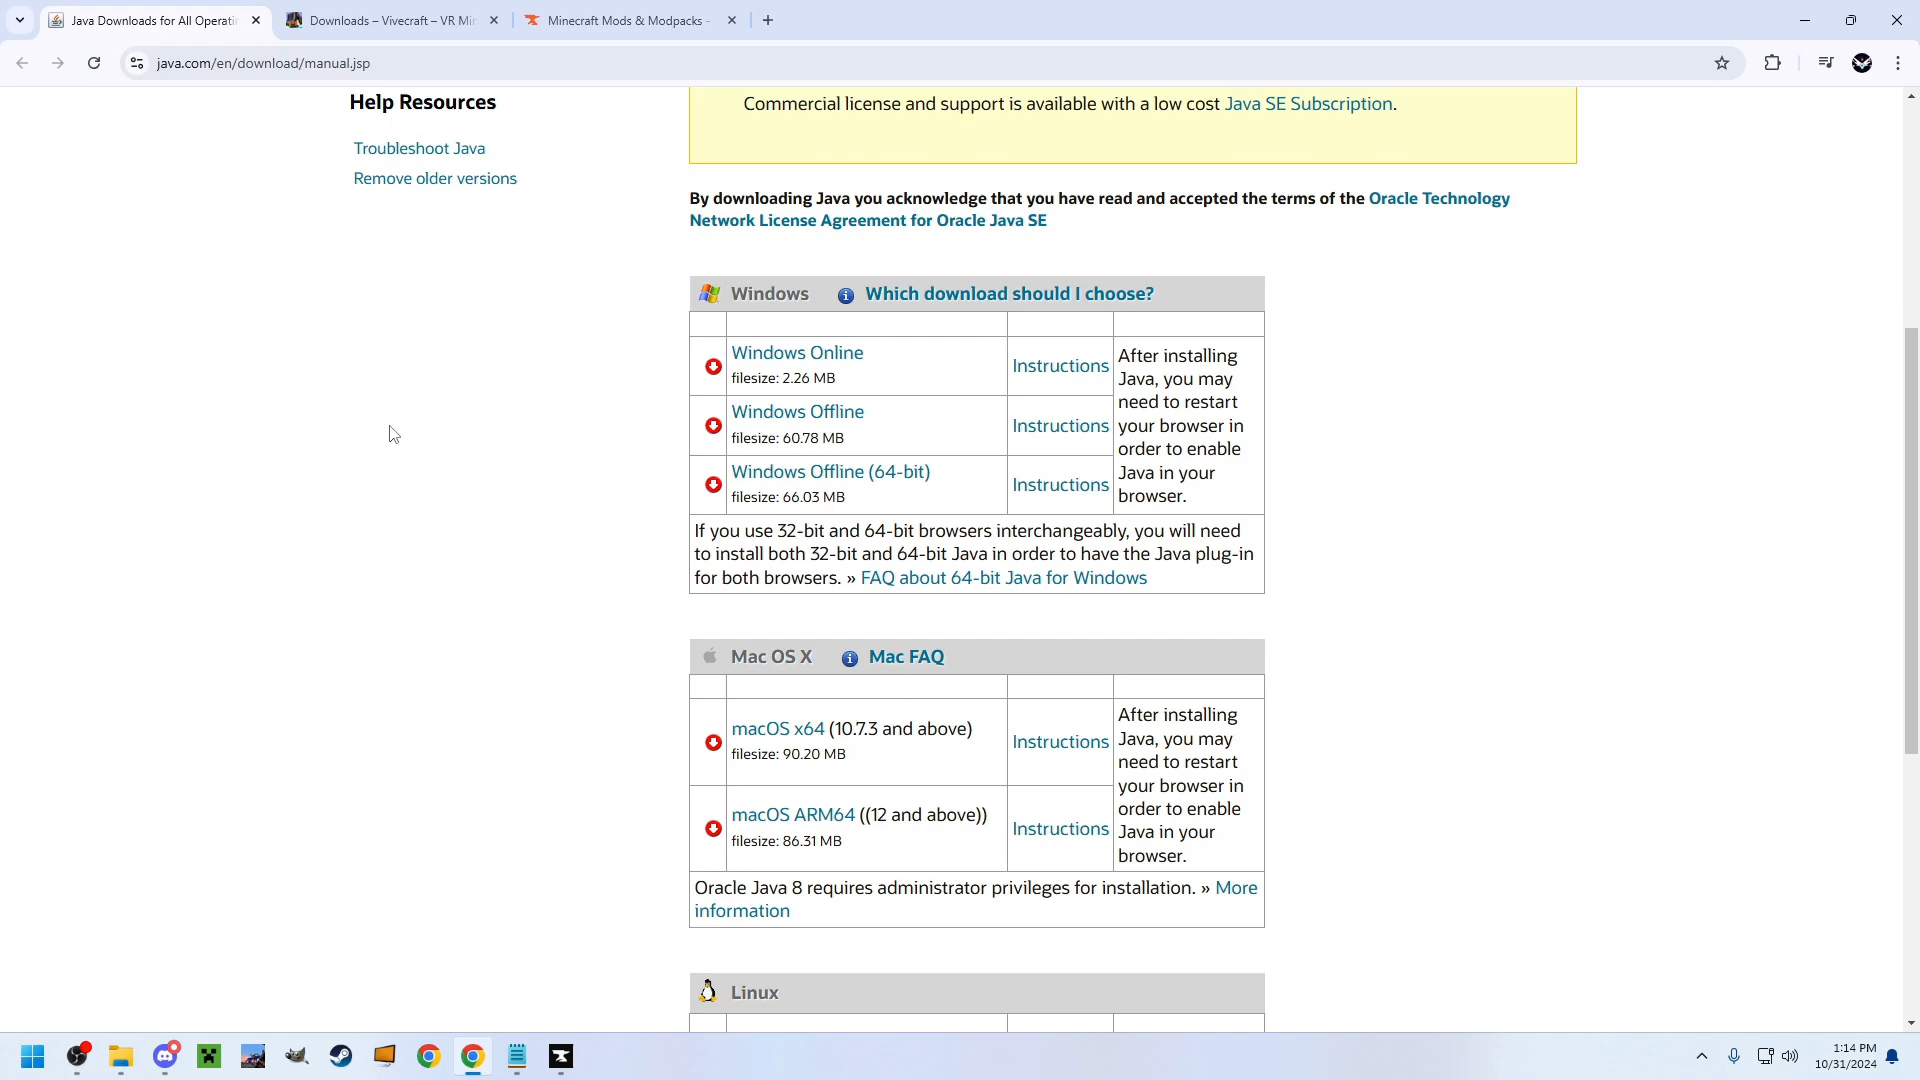 Java Downloads for All Operati
Downloads – Vivecraft – VR Min
Minecraft Mods & Modpacks -
java.com/en/download/manual.jsp
Help Resources
Troubleshoot Java
Remove older versions
Commercial license and support is available with a low cost Java SE Subscription.
By downloading Java you acknowledge that you have read and accepted the terms of the Oracle Technology
Network License Agreement for Oracle Java SE
Windows Which download should I choose?
Windows Online
filesize: 2.26 MB
Instructions
Windows Offline
filesize: 60.78 MB
Instructions
Windows Offline (64-bit)
filesize: 66.03 MB
Instructions
After installing
Java, you may
need to restart
your browser in
order to enable
Java in your
browser.
If you use 32-bit and 64-bit browsers interchangeably, you will need
to install both 32-bit and 64-bit Java in order to have the Java plug-in
for both browsers. » FAQ about 64-bit Java for Windows
Mac OS X Mac FAQ
macOS x64 (10.7.3 and above)
filesize: 90.20 MB
Instructions
macOS ARM64 ((12 and above))
filesize: 86.31 MB
Instructions
After installing
Java, you may
need to restart
your browser in
order to enable
Java in your
browser.
Oracle Java 8 requires administrator privileges for installation. » More
information
Linux
1:14 PM
10/31/2024